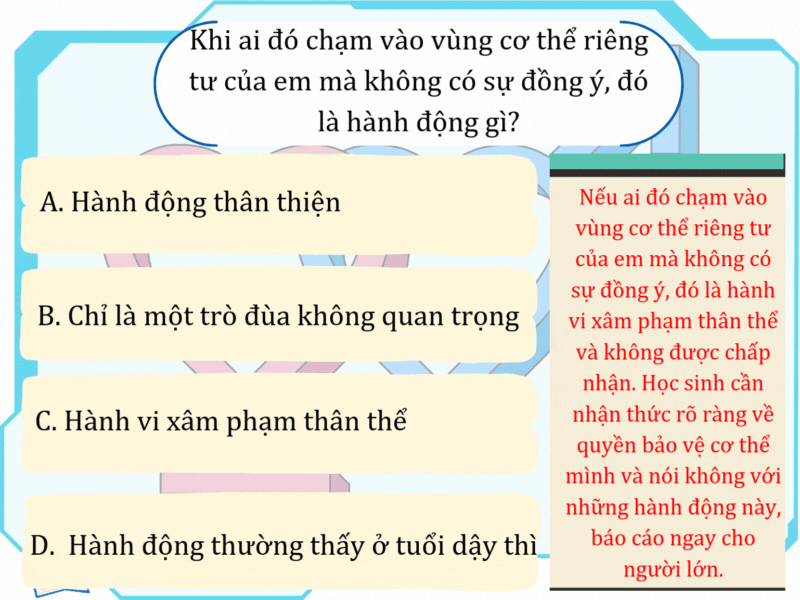 Khi ai đó chạm vào vùng cơ thể riêng
tư của em mà không có sự đồng ý, đó
là hành động gì?
A. Hành động thân thiện
B. Chỉ là một trò đùa không quan trọng
C. Hành vi xâm phạm thân thể
D. Hành động thường thấy ở tuổi dậy thì
Nếu ai đó chạm vào
vùng cơ thể riêng tư
của em mà không có
sự đồng ý, đó là hành
vi xâm phạm thân thể
và không được chấp
nhận. Học sinh cần
nhận thức rõ ràng về
quyền bảo vệ cơ thể
mình và nói không với
những hành động này,
báo cáo ngay cho
người lớn.